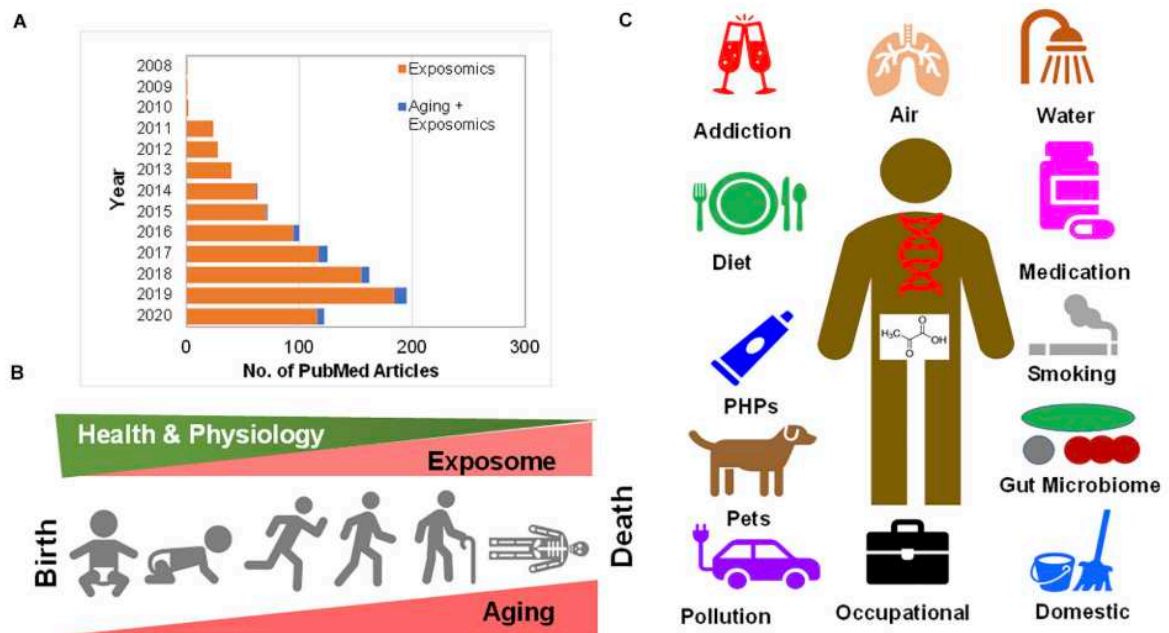 A
2008
2009
2010
2011
2012
2013
2014
2015
2016
2017
2018
2019
2020
Year
Exposomics
Aging +
Exposomics
0
100
200
300
No. of PubMed Articles
B
Health & Physiology
Exposome
Birth
Death
Aging
C
Addiction
Air
Water
Diet
Medication
H₃C
O
O
OH
PHPs
Smoking
Pets
Gut Microbiome
Pollution
Occupational
Domestic